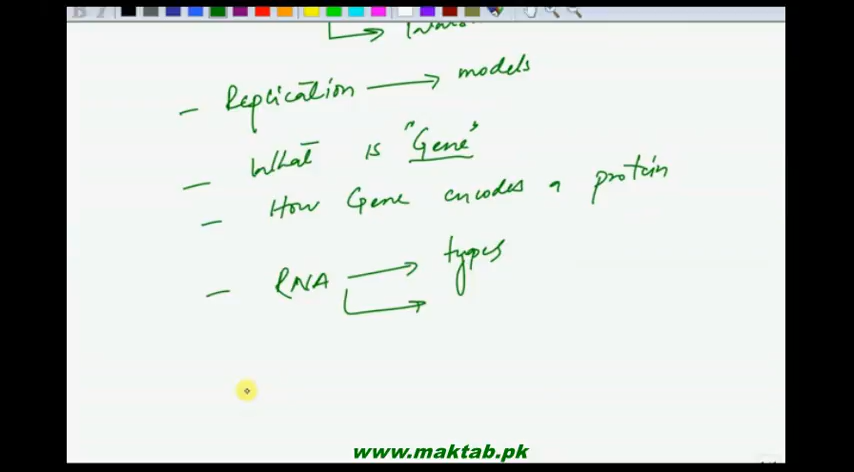 - Replication → models
- What is "Gene"
- How Gene encodes a protein
- RNA → types
www.maktab.pk